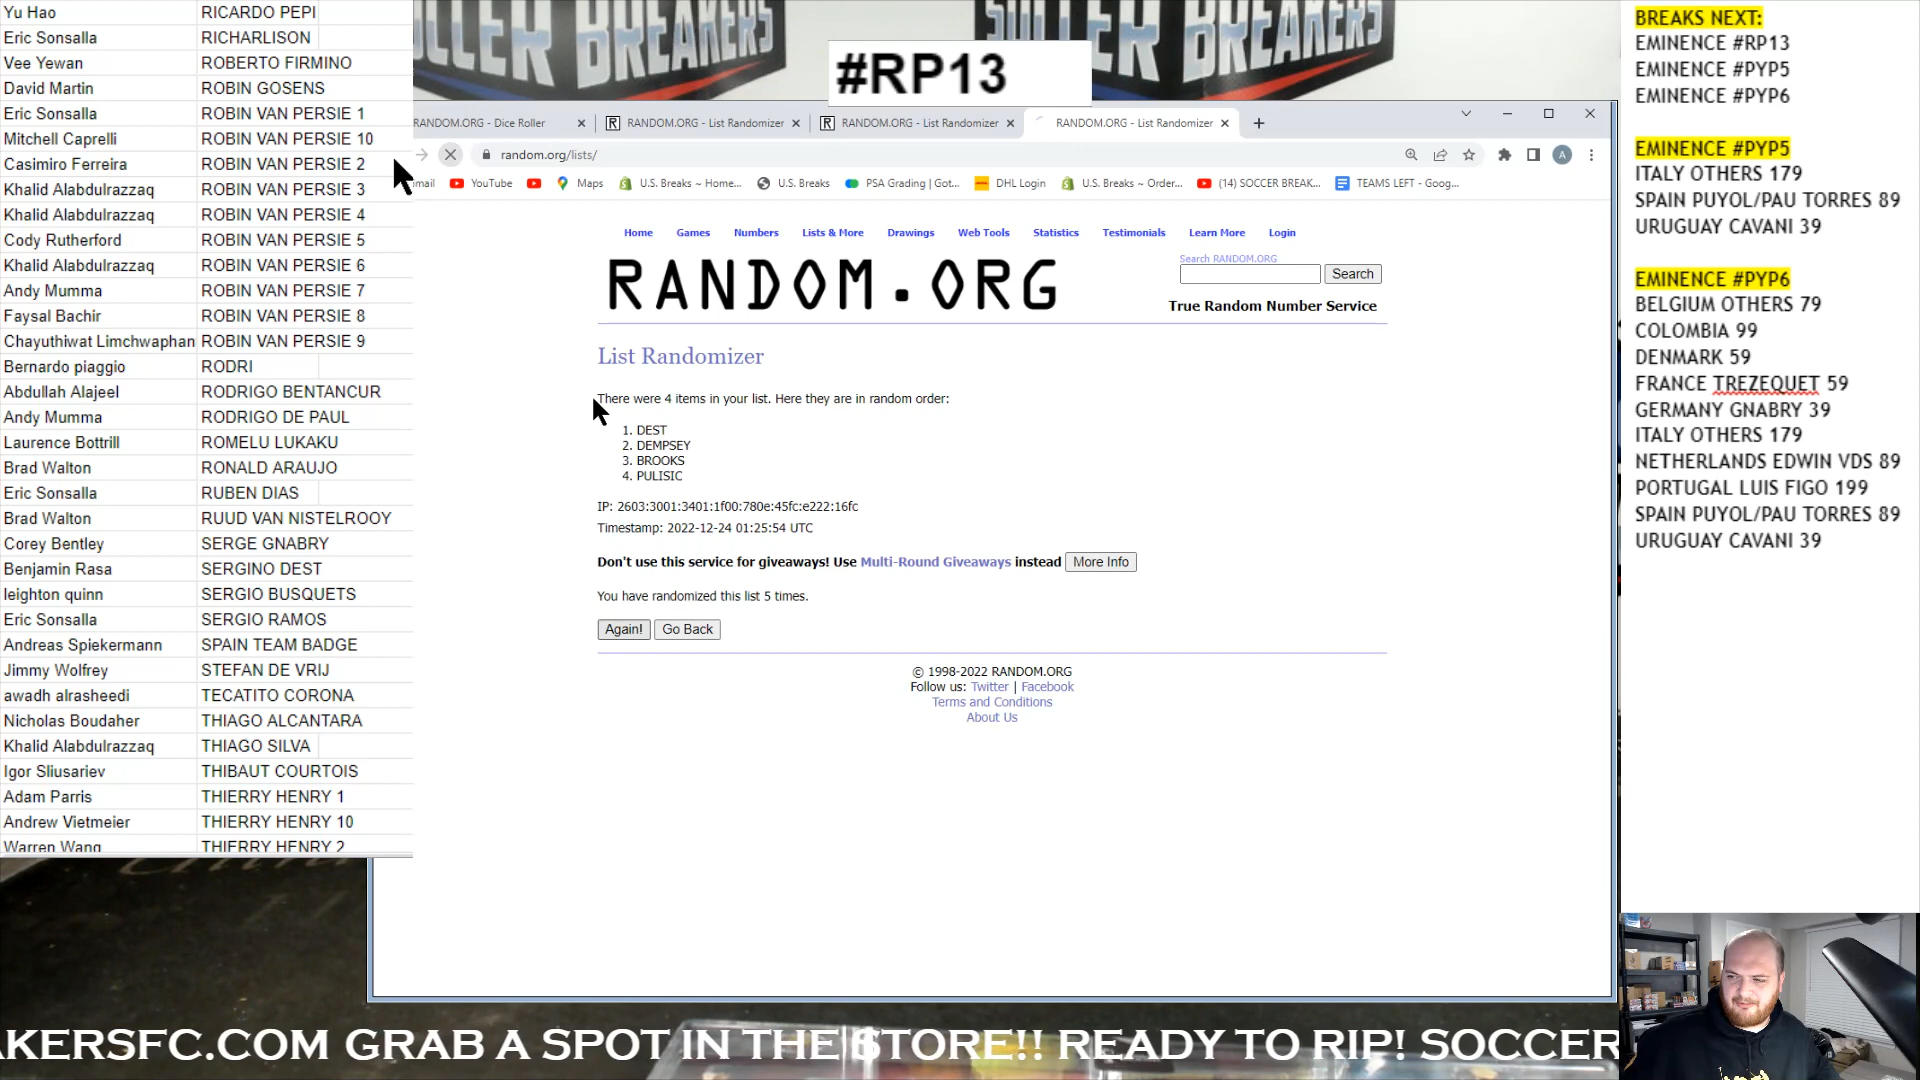 Yu Hao RICARDO PEPI
Eric Sonsalla RICHARLISON
Vee Yewan ROBERTO FIRMINO
David Martin ROBIN GOSENS
Eric Sonsalla ROBIN VAN PERSIE 1
Mitchell Caprelli ROBIN VAN PERSIE 10
Casimiro Ferreira ROBIN VAN PERSIE 2
Khalid Alabdulrazzaq ROBIN VAN PERSIE 3
Khalid Alabdulrazzaq ROBIN VAN PERSIE 4
Cody Rutherford ROBIN VAN PERSIE 5
Khalid Alabdulrazzaq ROBIN VAN PERSIE 6
Andy Mumma ROBIN VAN PERSIE 7
Faysal Bachir ROBIN VAN PERSIE 8
Chayuthiwat Limchwaphan ROBIN VAN PERSIE 9
Bernardo piaggio RODRI
Abdullah Alajeel RODRIGO BENTANCUR
Andy Mumma RODRIGO DE PAUL
Laurence Bottrill ROMELU LUKAKU
Brad Walton RONALD ARAUJO
Eric Sonsalla RUBEN DIAS
Brad Walton RUUD VAN NISTELROOY
Corey Bentley SERGE GNABRY
Benjamin Rasa SERGINO DEST
leighton quinn SERGIO BUSQUETS
Eric Sonsalla SERGIO RAMOS
Andreas Spiekermann SPAIN TEAM BADGE
Jimmy Wolfrey STEFAN DE VRIJ
awadh alrasheedi TECATITO CORONA
Nicholas Boudaher THIAGO ALCANTARA
Khalid Alabdulrazzaq THIAGO SILVA
Igor Sliusariev THIBAUT COURTOIS
Adam Parris THIERRY HENRY 1
Andrew Vietmeier THIERRY HENRY 10
Warren Wang THIERRY HENRY 2
BREAKERS
BREAKERS
#RP13
RANDOM.ORG - Dice Roller
RANDOM.ORG - List Randomizer
RANDOM.ORG - List Randomizer
RANDOM.ORG - List Randomizer
random.org/lists/
mail YouTube Maps U.S. Breaks ~ Home... U.S. Breaks PSA Grading | Got... DHL Login U.S. Breaks ~ Order... (14) SOCCER BREAK... TEAMS LEFT - Goog...
Home Games Numbers Lists & More Drawings Web Tools Statistics Testimonials Learn More Login
RANDOM.ORG
Search RANDOM.ORG
Search
True Random Number Service
List Randomizer
There were 4 items in your list. Here they are in random order:
1. DEST
2. DEMPSEY
3. BROOKS
4. PULISIC
IP: 2603:3001:3401:1f00:780e:45fc:e222:16fc
Timestamp: 2022-12-24 01:25:54 UTC
Don't use this service for giveaways! Use Multi-Round Giveaways instead More Info
You have randomized this list 5 times.
Again! Go Back
© 1998-2022 RANDOM.ORG
Follow us: Twitter | Facebook
Terms and Conditions
About Us
BREAKS NEXT:
EMINENCE #RP13
EMINENCE #PYP5
EMINENCE #PYP6
EMINENCE #PYP5
ITALY OTHERS 179
SPAIN PUYOL/PAU TORRES 89
URUGUAY CAVANI 39
EMINENCE #PYP6
BELGIUM OTHERS 79
COLOMBIA 99
DENMARK 59
FRANCE TREZEQUET 59
GERMANY GNABRY 39
ITALY OTHERS 179
NETHERLANDS EDWIN VDS 89
PORTUGAL LUIS FIGO 199
SPAIN PUYOL/PAU TORRES 89
URUGUAY CAVANI 39
AKERSFC.COM GRAB A SPOT IN THE STORE!! READY TO RIP! SOCCER